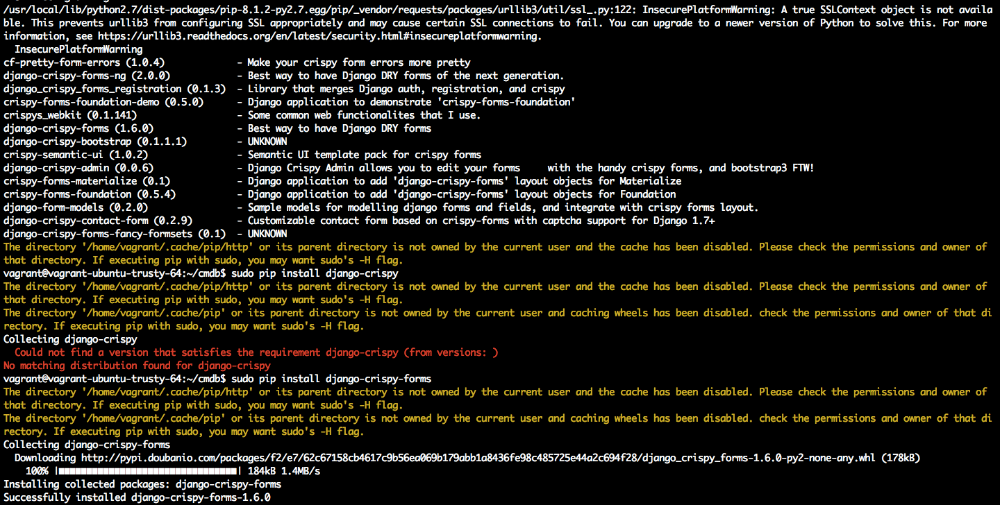 /usr/local/lib/python2.7/dist-packages/pip-8.1.2-py2.7.egg/pip/_vendor/requests/packages/urllib3/util/ssl_.py:122: InsecurePlatformWarning: A true SSLContext object is not availa
ble. This prevents urllib3 from configuring SSL appropriately and may cause certain SSL connections to fail. You can upgrade to a newer version of Python to solve this. For more
information, see https://urllib3.readthedocs.org/en/latest/security.html#insecureplatformwarning.
  InsecurePlatformWarning
cf-pretty-form-errors (1.0.4)             - Make your crispy form errors more pretty
django-crispy-forms-ng (2.0.0)            - Best way to have Django DRY forms of the next generation.
django_crispy_forms_registration (0.1.3)  - Library that merges Django auth, registration, and crispy
crispy-forms-foundation-demo (0.5.0)      - Django application to demonstrate 'crispy-forms-foundation'
crispys_webkit (0.1.141)                  - Some common web functionalites that I use.
django-crispy-forms (1.6.0)               - Best way to have Django DRY forms
django-crispy-bootstrap (0.1.1.1)         - UNKNOWN
crispy-semantic-ui (1.0.2)                - Semantic UI template pack for crispy forms
django-crispy-admin (0.0.6)               - Django Crispy Admin allows you to edit your forms     with the handy crispy forms, and bootstrap3 FTW!
crispy-forms-materialize (0.1)            - Django application to add 'django-crispy-forms' layout objects for Materialize
crispy-forms-foundation (0.5.4)           - Django application to add 'django-crispy-forms' layout objects for Foundation
django-form-models (0.2.0)                - Sample models for modelling django forms and fields, and integrate with crispy forms layout.
django-crispy-contact-form (0.2.9)        - Customizable contact form based on crispy-forms with captcha support for Django 1.7+
django-crispy-forms-fancy-formsets (0.1)  - UNKNOWN
The directory '/home/vagrant/.cache/pip/http' or its parent directory is not owned by the current user and the cache has been disabled. Please check the permissions and owner of
that directory. If executing pip with sudo, you may want sudo's -H flag.
vagrant@vagrant-ubuntu-trusty-64:~/cmdb$ sudo pip install django-crispy
The directory '/home/vagrant/.cache/pip/http' or its parent directory is not owned by the current user and the cache has been disabled. Please check the permissions and owner of
that directory. If executing pip with sudo, you may want sudo's -H flag.
The directory '/home/vagrant/.cache/pip' or its parent directory is not owned by the current user and caching wheels has been disabled. check the permissions and owner of that di
rectory. If executing pip with sudo, you may want sudo's -H flag.
Collecting django-crispy
  Could not find a version that satisfies the requirement django-crispy (from versions: )
No matching distribution found for django-crispy
vagrant@vagrant-ubuntu-trusty-64:~/cmdb$ sudo pip install django-crispy-forms
The directory '/home/vagrant/.cache/pip/http' or its parent directory is not owned by the current user and the cache has been disabled. Please check the permissions and owner of
that directory. If executing pip with sudo, you may want sudo's -H flag.
The directory '/home/vagrant/.cache/pip' or its parent directory is not owned by the current user and caching wheels has been disabled. check the permissions and owner of that di
rectory. If executing pip with sudo, you may want sudo's -H flag.
Collecting django-crispy-forms
  Downloading http://pypi.doubanio.com/packages/f2/e7/62c67158cb4617c9b56ea069b179abb1a8436fe98c485725e44a2c694f28/django_crispy_forms-1.6.0-py2-none-any.whl (178kB)
    100% |████████████████████████████████| 184kB 1.4MB/s
Installing collected packages: django-crispy-forms
Successfully installed django-crispy-forms-1.6.0